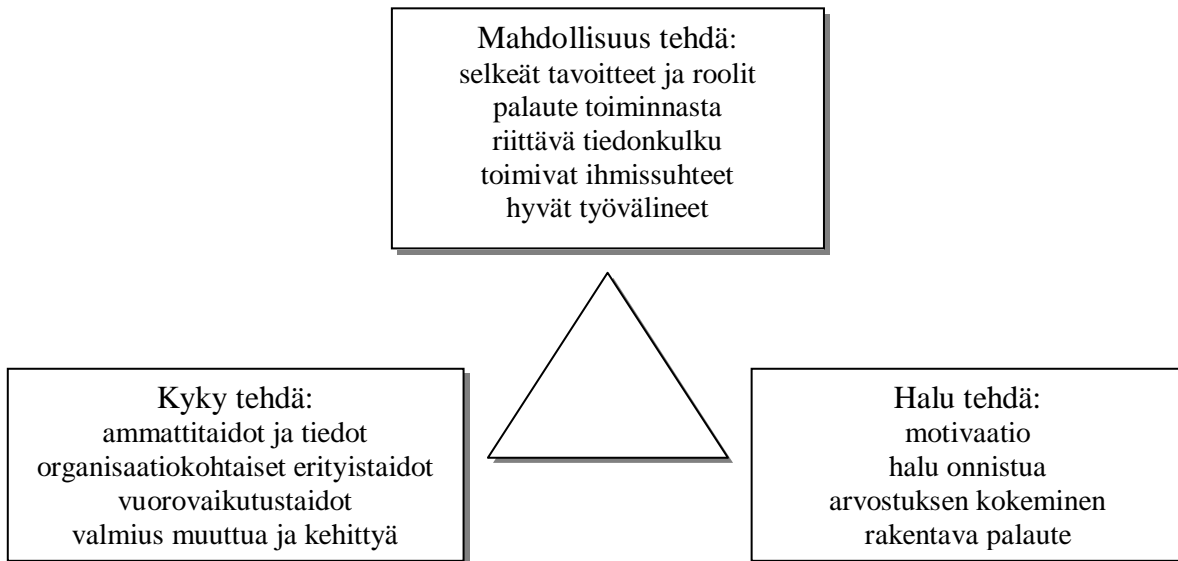 Mahdollisuus tehdä:
selkeät tavoitteet ja roolit
palaute toiminnasta
riittävä tiedonkulku
toimivat ihmissuhteet
hyvät työvälineet
Kyky tehdä:
ammattitaidot ja tiedot
organisaatiokohtaiset erityistaidot
vuorovaikutustaidot
valmius muuttua ja kehittyä
Halu tehdä:
motivaatio
halu onnistua
arvostuksen kokeminen
rakentava palaute